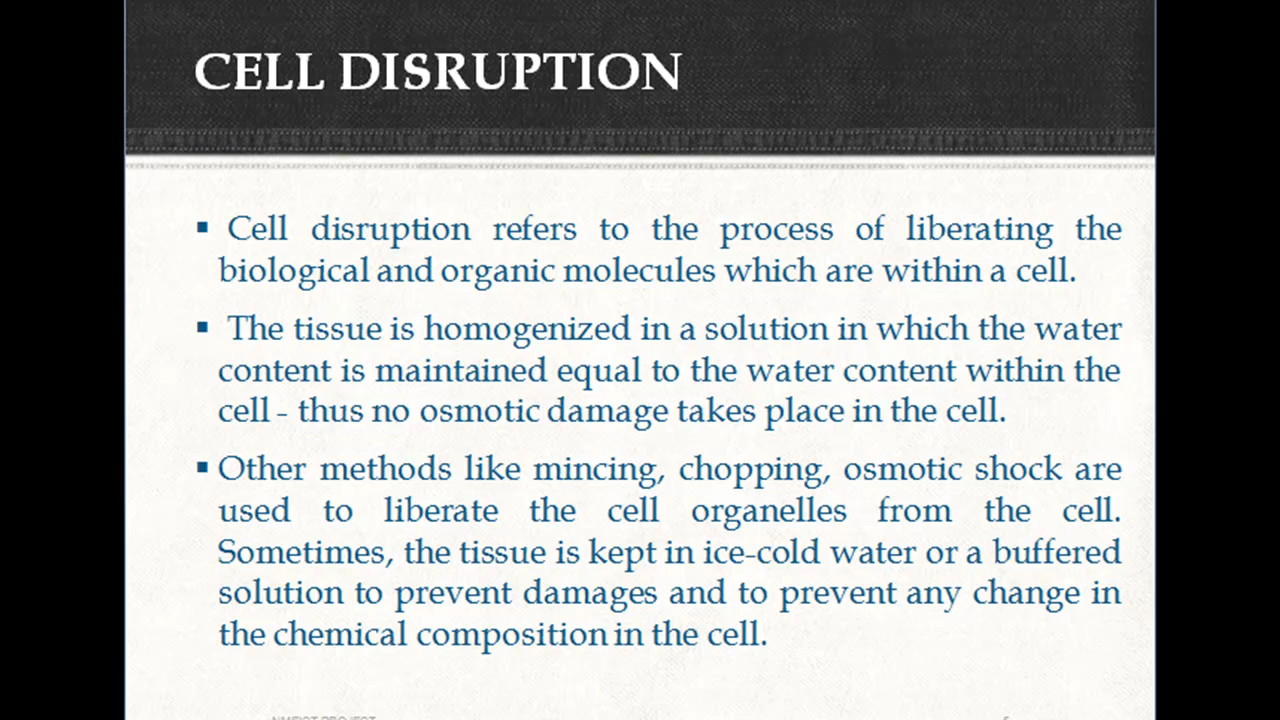 CELL DISRUPTION
▪ Cell disruption refers to the process of liberating the
biological and organic molecules which are within a cell.
▪ The tissue is homogenized in a solution in which the water
content is maintained equal to the water content within the
cell - thus no osmotic damage takes place in the cell.
▪ Other methods like mincing, chopping, osmotic shock are
used to liberate the cell organelles from the cell.
Sometimes, the tissue is kept in ice-cold water or a buffered
solution to prevent damages and to prevent any change in
the chemical composition in the cell.